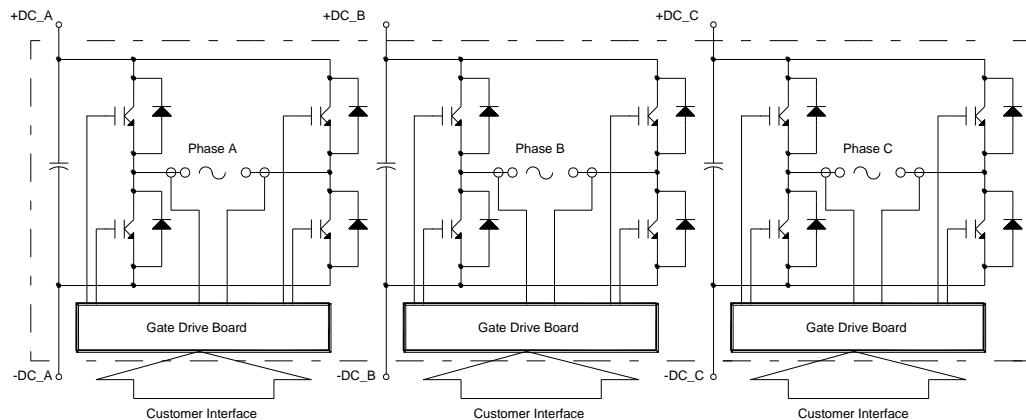 +DC_A
+DC_B
+DC_C
Phase A
Phase B
Phase C
Gate Drive Board
Gate Drive Board
Gate Drive Board
-DC_A
-DC_B
-DC_C
Customer Interface
Customer Interface
Customer Interface